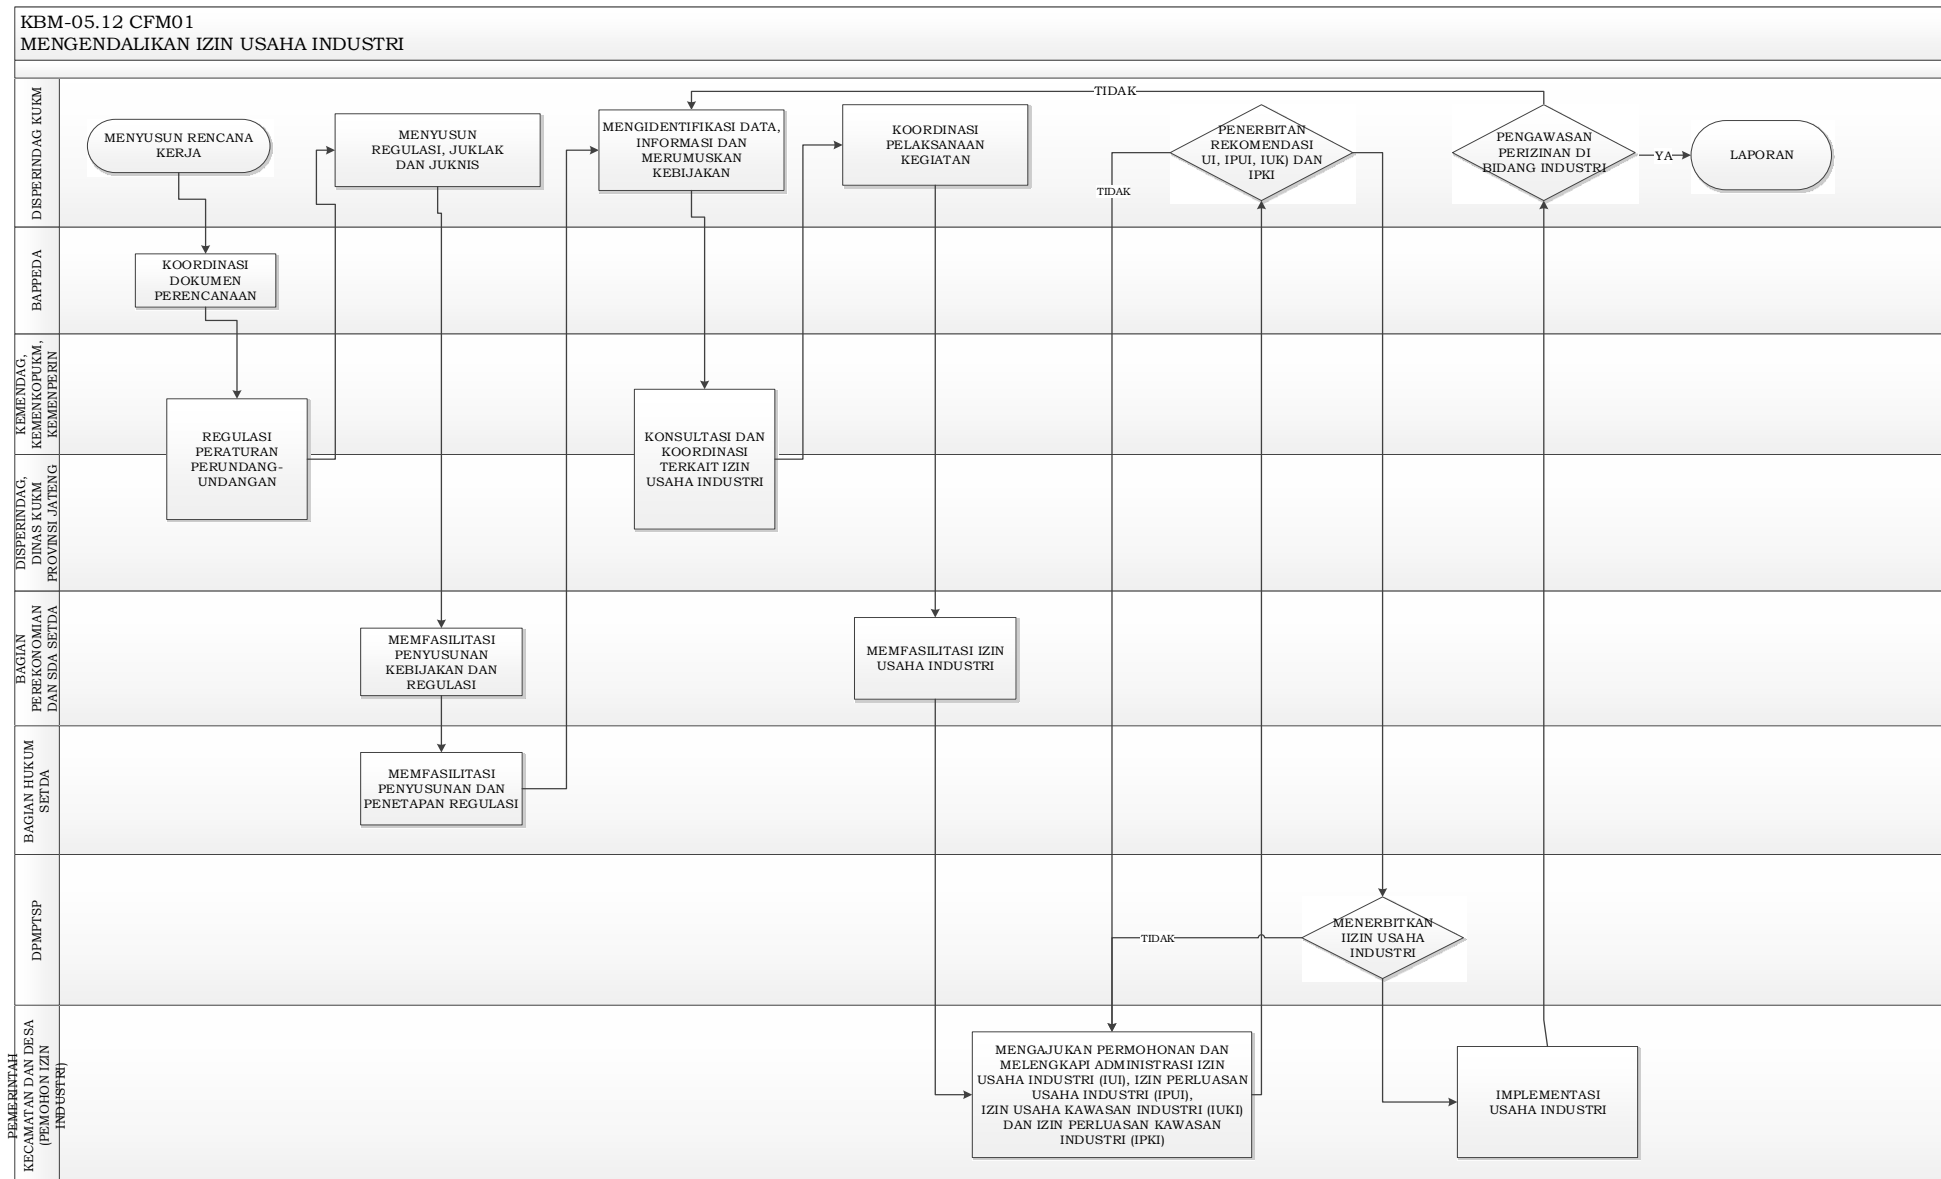 KBM-05.12 CFM01
MENGENDALIKAN IZIN USAHA INDUSTRI
DISPERINDAG KUKM
MENYUSUN RENCANA
KERJA
MENYUSUN
REGULASI, JUKLAK
DAN JUKNIS
MENGIDENTIFIKASI DATA,
INFORMASI DAN
MERUMUSKAN
KEBIJAKAN
KOORDINASI
PELAKSANAAN
KEGIATAN
TIDAK
TIDAK
PENERBITAN
REKOMENDASI
UI, IPUI, IUK) DAN
IPKI
PENGAWASAN
PERIZINAN DI
BIDANG INDUSTRI
YA
LAPORAN
BAPPEDA
KOORDINASI
DOKUMEN
PERENCANAAN
KEMENDAG,
KEMENKOPUKM,
KEMENPERIN
REGULASI
PERATURAN
PERUNDANG-
UNDANGAN
KONSULTASI DAN
KOORDINASI
TERKAIT IZIN
USAHA INDUSTRI
DISPERINDAG,
DINAS KUKM
PROVINSI JATENG
BAGIAN
PEREKONOMIAN
DAN SDA SETDA
MEMFASILITASI
PENYUSUNAN
KEBIJAKAN DAN
REGULASI
MEMFASILITASI IZIN
USAHA INDUSTRI
BAGIAN HUKUM
SETDA
MEMFASILITASI
PENYUSUNAN DAN
PENETAPAN REGULASI
DPMPTSP
TIDAK
MENERBITKAN
IIZIN USAHA
INDUSTRI
PEMERINTAH
KECAMATAN DAN DESA
(PEMOHON IZIN
INDUSTRI)
MENGAJUKAN PERMOHONAN DAN
MELENGKAPI ADMINISTRASI IZIN
USAHA INDUSTRI (IUI), IZIN PERLUASAN
USAHA INDUSTRI (IPUI),
IZIN USAHA KAWASAN INDUSTRI (IUKI)
DAN IZIN PERLUASAN KAWASAN
INDUSTRI (IPKI)
IMPLEMENTASI
USAHA INDUSTRI